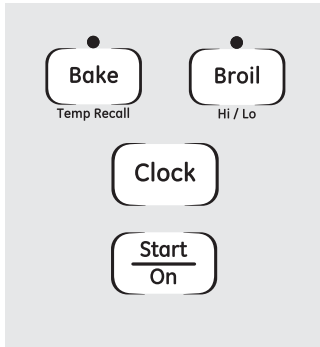 Bake Broil
Temp Recall Hi / Lo
Clock
Start
On